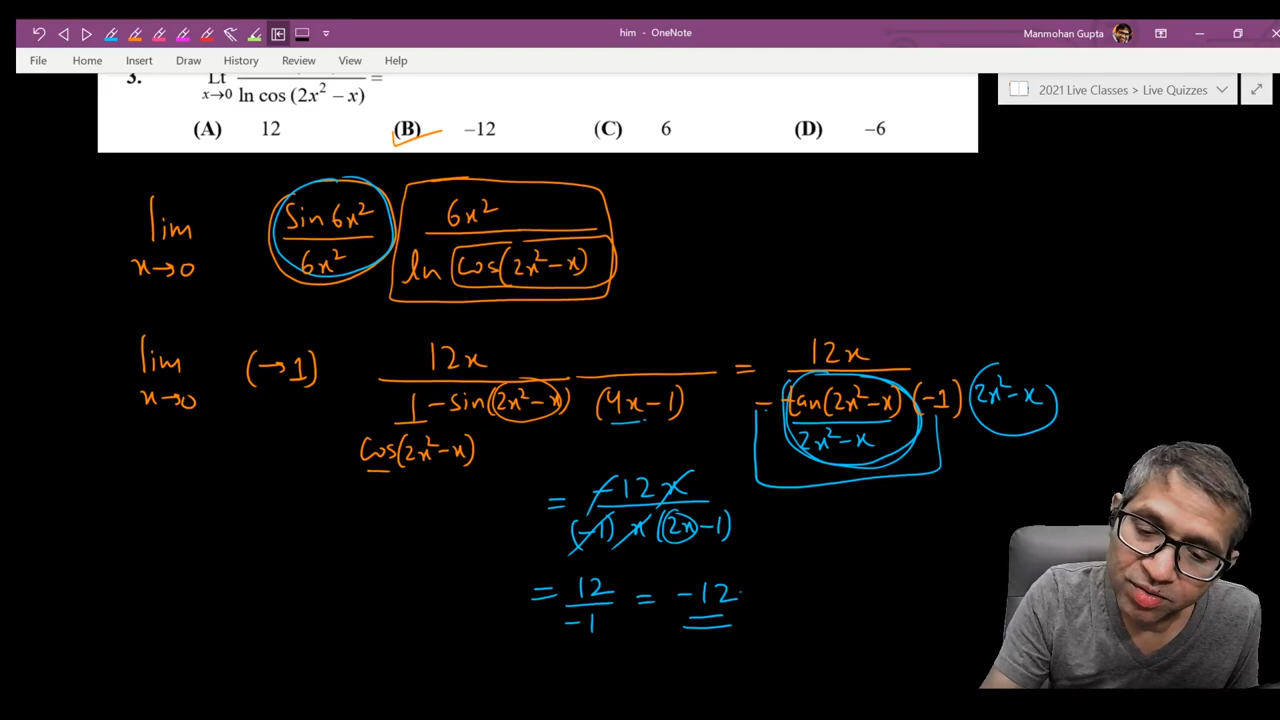 him - OneNote
Manmohan Gupta
File Home Insert Draw History Review View Help
2021 Live Classes > Live Quizzes
3. Lt x→0 / ln cos (2x² – x) =
(A) 12 (B) –12 (C) 6 (D) –6
lim x→0 sin 6x² / 6x² 6x² / ln cos(2x²-x)
lim x→0 (→1) 12x / 1 -sin(2x²-x) (4x-1) = 12x / - tan(2x²-x) (-1) 2x²-x
cos(2x²-x) 2x²-x
= -12x / (-1) x (2x-1)
= 12 / -1 = -12